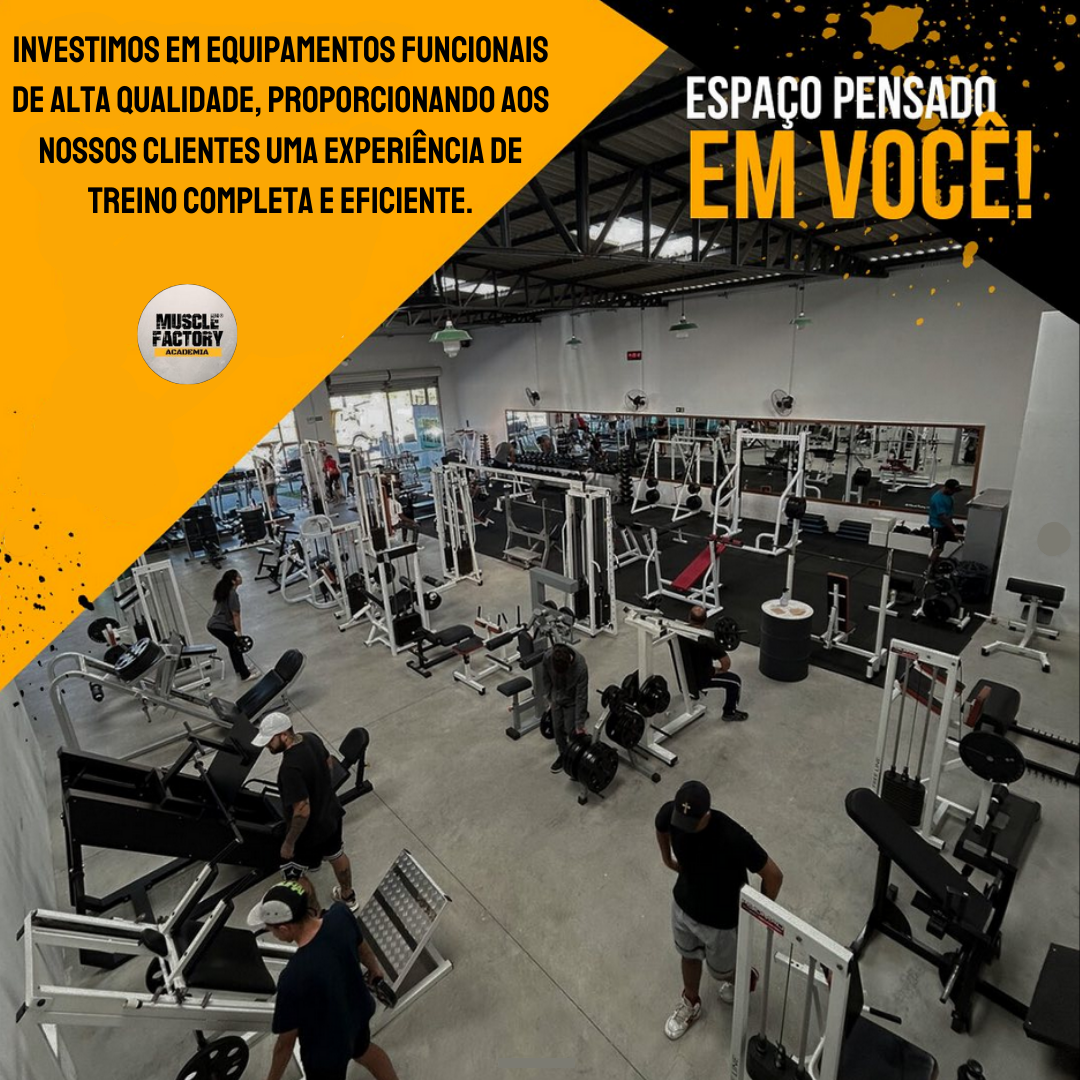 INVESTIMOS EM EQUIPAMENTOS FUNCIONAIS
DE ALTA QUALIDADE, PROPORCIONANDO AOS
NOSSOS CLIENTES UMA EXPERIÊNCIA DE
TREINO COMPLETA E EFICIENTE.
ESPAÇO PENSADO
EM VOCÊ!
MUSCLE
FACTORY
ACADEMIA